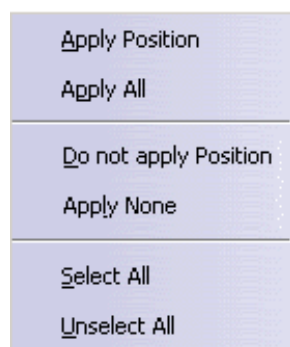 Apply Position
Apply All
Do not apply Position
Apply None
Select All
Unselect All